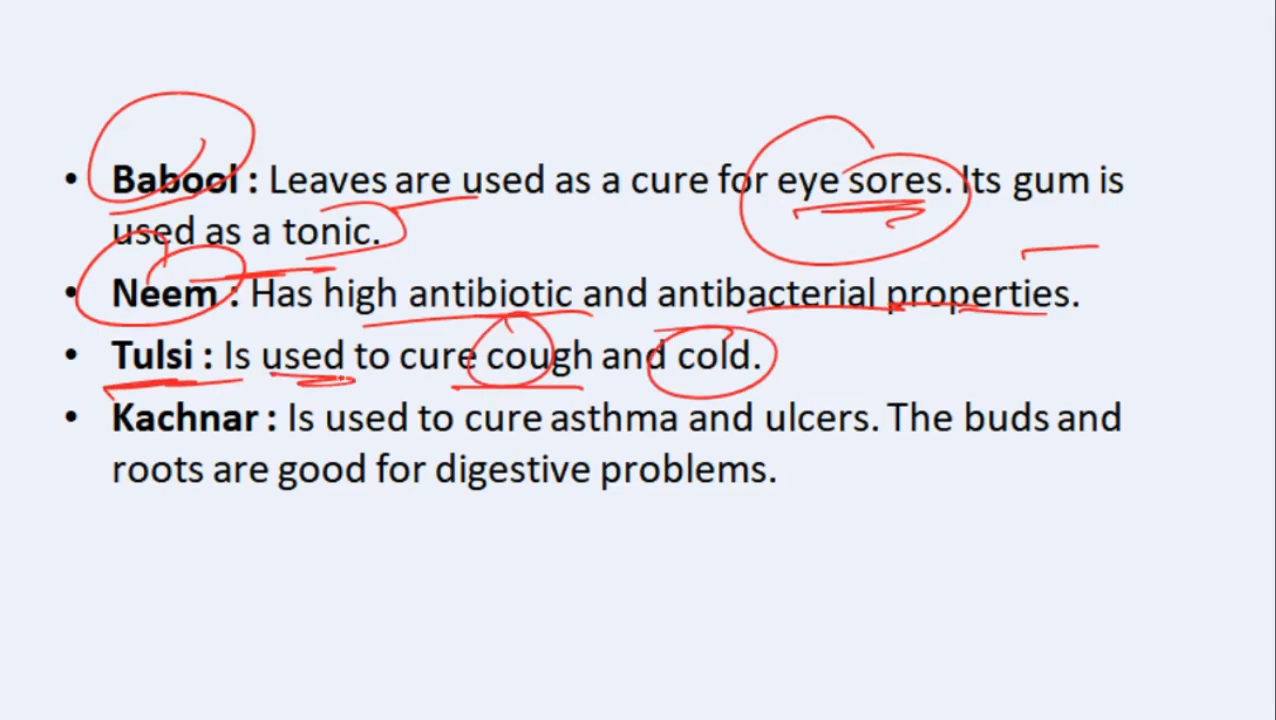 • Babool : Leaves are used as a cure for eye sores. Its gum is
used as a tonic.
• Neem : Has high antibiotic and antibacterial properties.
• Tulsi : Is used to cure cough and cold.
• Kachnar : Is used to cure asthma and ulcers. The buds and
roots are good for digestive problems.